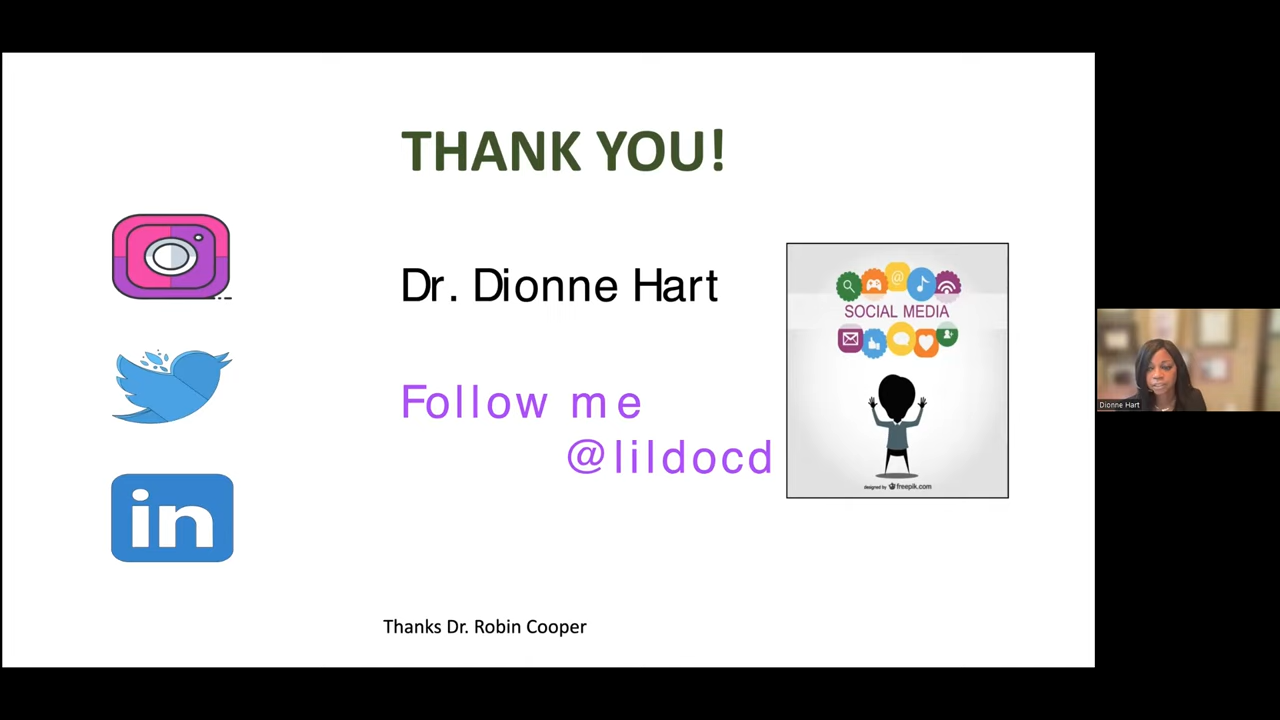 THANK YOU!
Dr. Dionne Hart
Follow me
@lildocd
in
@
SOCIAL MEDIA
designed by freepik.com
Thanks Dr. Robin Cooper
Dionne Hart